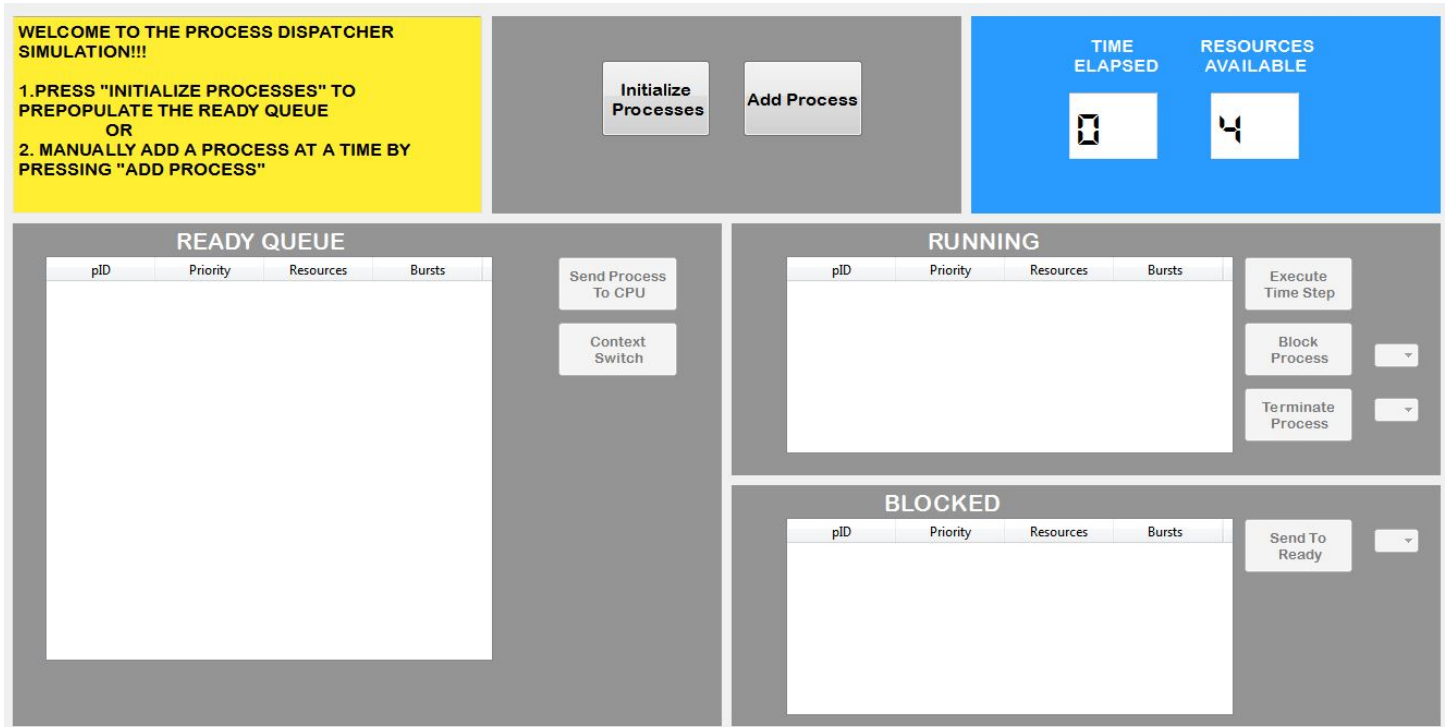 WELCOME TO THE PROCESS DISPATCHER
SIMULATION!!!
1.PRESS "INITIALIZE PROCESSES" TO
PREPOPULATE THE READY QUEUE
OR
2. MANUALLY ADD A PROCESS AT A TIME BY
PRESSING "ADD PROCESS"
Initialize
Processes
Add Process
TIME
ELAPSED
RESOURCES
AVAILABLE
0
4
READY QUEUE
pID Priority Resources Bursts
Send Process
To CPU
Context
Switch
RUNNING
pID Priority Resources Bursts
Execute
Time Step
Block
Process
Terminate
Process
BLOCKED
pID Priority Resources Bursts
Send To
Ready